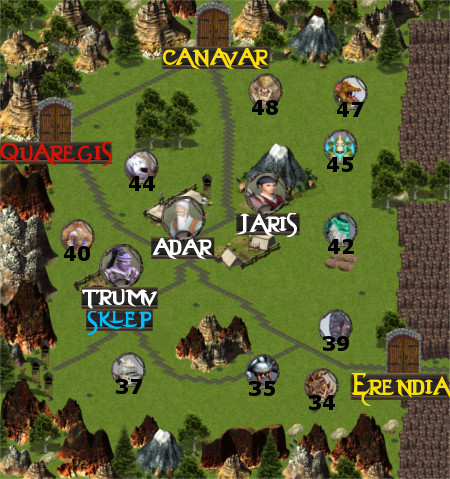 CANAVAR
48
47
QUAREGIS
45
44
JARIS
ADAR
42
40
TRUMV
SKLEP
39
37
35
34
ERENDIA